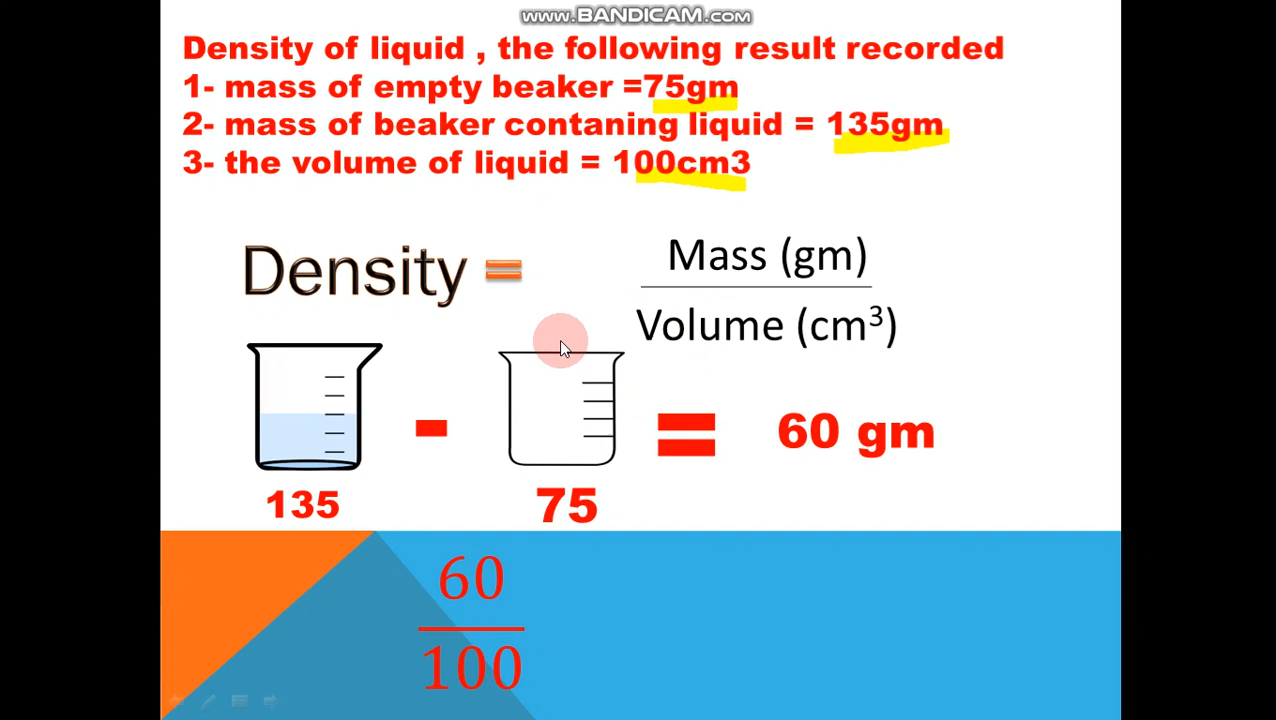 www.BANDICAM.com
Density of liquid , the following result recorded
1- mass of empty beaker =75gm
2- mass of beaker contaning liquid = 135gm
3- the volume of liquid = 100cm3
Density = Mass (gm)
Volume (cm³)
- = 60 gm
135 75
60
100